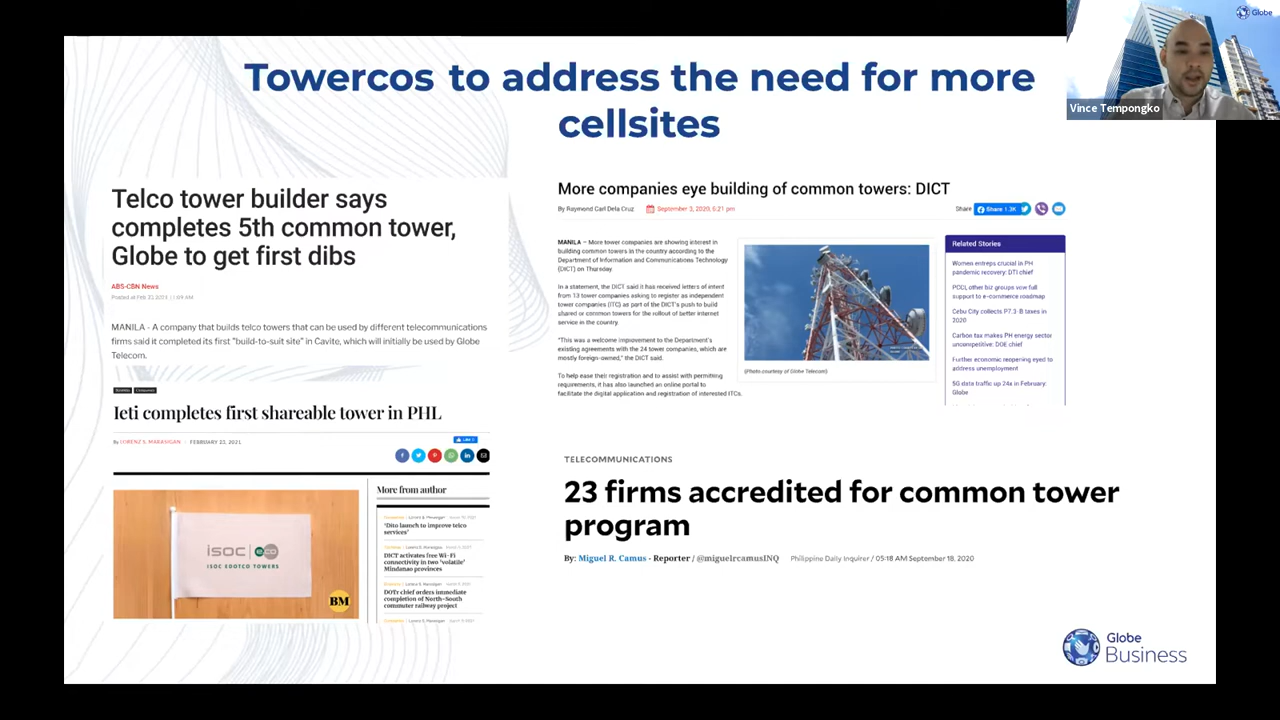 Globe
Vince Tempongko
Towercos to address the need for more
cellsites
Telco tower builder says
completes 5th common tower,
Globe to get first dibs
ABS-CBN News
MANILA - A company that builds telco towers that can be used by different telecommunications
firms said it completed its first "build-to-suit site" in Cavite, which will initially be used by Globe
Telecom.
Ieti completes first shareable tower in PHL
FEBRUARY 23, 2021
More from author
'Dito launch to improve telco
services'
DICT activates free Wi-Fi
connectivity in two 'volatile'
Mindanao provinces
DOTr chief orders immediate
completion of North–South
commuter railway project
isoc
ISOC EDOTCO TOWERS
BM
More companies eye building of common towers: DICT
By Raymond Carl Dela Cruz September 3, 2020, 6:21 pm
Share Share 1.3K
MANILA – More tower companies are showing interest in
building common towers in the country according to the
Department of Information and Communications Technology
(DICT) on Thursday.
In a statement, the DICT said it has received letters of intent
from 13 tower companies asking to register as independent
tower companies (ITC) as part of the DICT's push to build
shared or common towers for the rollout of better internet
service in the country.
"This was a welcome improvement to the Department's
existing agreements with the 24 tower companies, which are
mostly foreign-owned," the DICT said.
To help ease their registration and to assist with permitting
requirements, it has also launched an online portal to
facilitate the digital application and registration of interested ITCs.
(Photo courtesy of Globe Telecom)
Related Stories
Women entreps crucial in PH
pandemic recovery: DTI chief
PCCI, other biz groups vow full
support to e-commerce roadmap
Cebu City collects P7.3-B taxes in
2020
Carbon tax makes PH energy sector
uncompetitive: DOE chief
Further economic reopening eyed to
address unemployment
5G data traffic up 24x in February:
Globe
TELECOMMUNICATIONS
23 firms accredited for common tower
program
By: Miguel R. Camus - Reporter / @miguelrcamusINQ Philippine Daily Inquirer / 05:18 AM September 18, 2020
Globe
Business